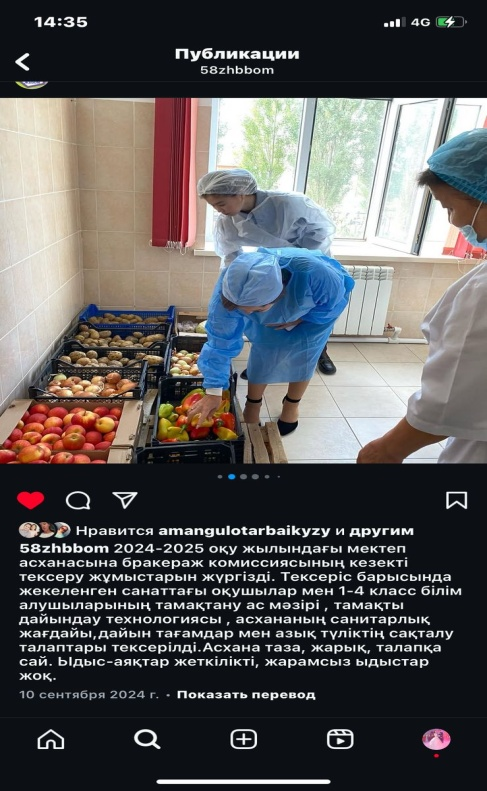 14:35
4G
Публикации
58zhbbom
Нравится amangulotarbaikyzy и другим
58zhbbom 2024-2025 оқу жылындағы мектеп
асханасына бракераж комиссиясының кезекті
тексеру жұмыстарын жүргізді. Тексеріс барысында
жекеленген санаттағы оқушылар мен 1-4 класс білім
алушыларының тамақтану ас мәзірі , тамақты
дайындау технологиясы , асхананың санитарлық
жағдайы,дайын тағамдар мен азық түліктің сақталу
талаптары тексерілді.Асхана таза, жарық, талапқа
сай. Ыдыс-аяқтар жеткілікті, жарамсыз ыдыстар
жоқ.
10 сентября 2024 г. • Показать перевод